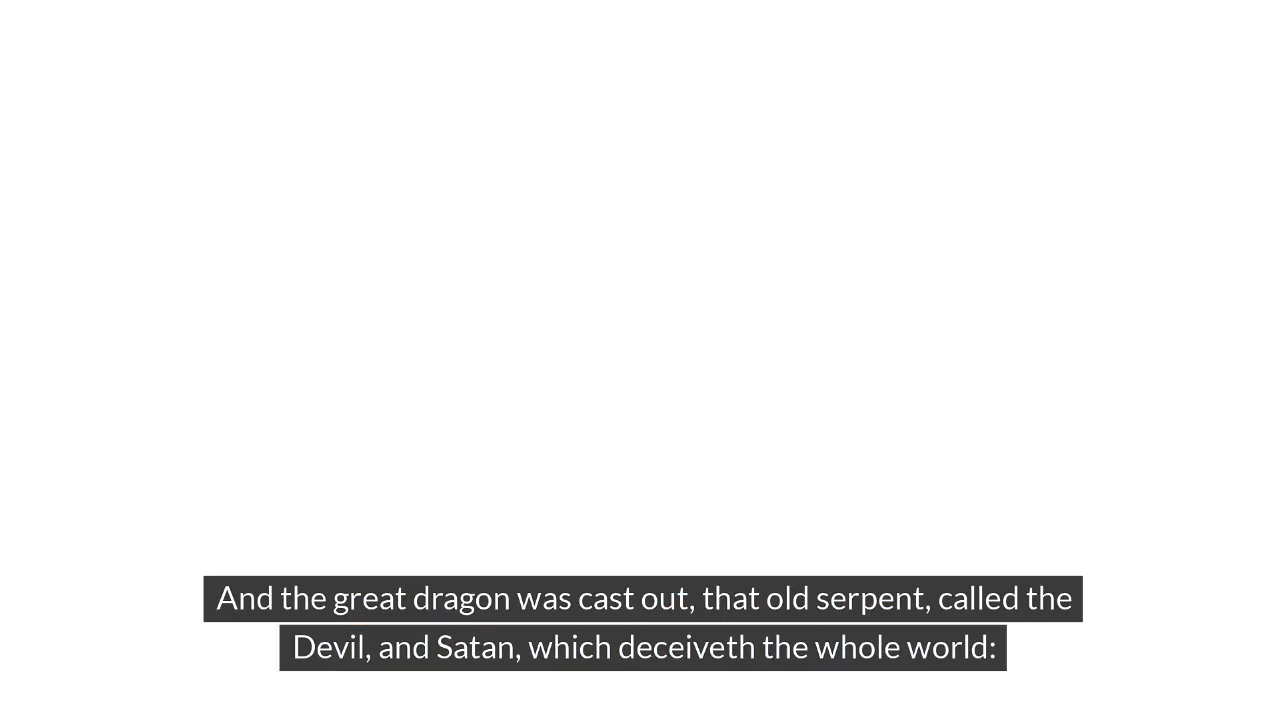 And the great dragon was cast out, that old serpent, called the
Devil, and Satan, which deceiveth the whole world: